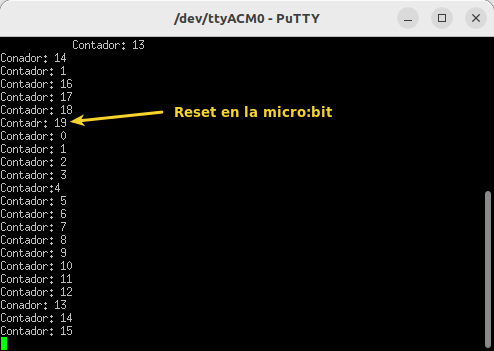 /dev/ttyACM0 - PuTTY
Contador: 13
Conador: 14
Contador: 1
Contador: 16
Contador: 17
Contador: 18
Contadr: 19
Reset en la micro:bit
Contador: 0
Contador: 1
Contador: 2
Contador: 3
Contador:4
Contador: 5
Contador: 6
Contador: 7
Contador: 8
Contador: 9
Contador: 10
Contador: 11
Contador: 12
Conador: 13
Contador: 14
Contador: 15